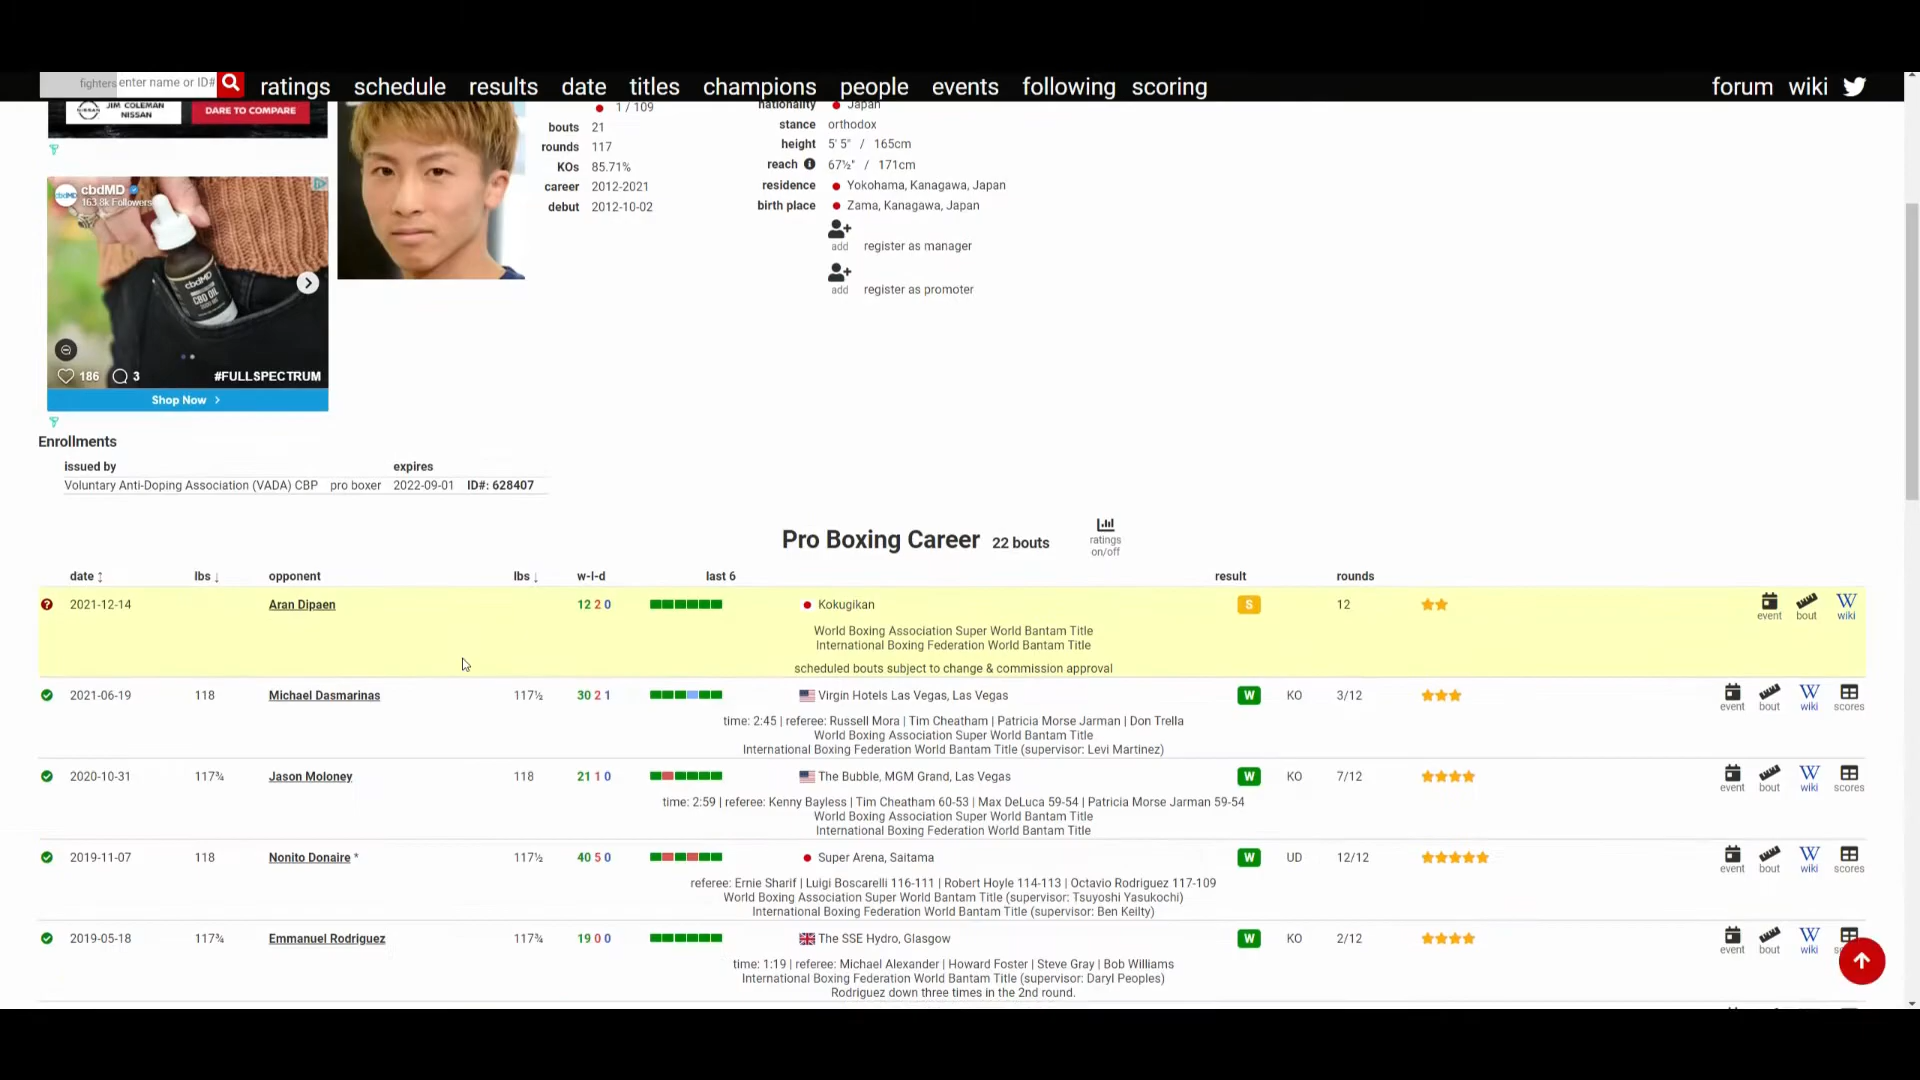 fighters enter name or ID# ratings schedule results date titles champions people events following scoring forum wiki
JIM COLEMAN NISSAN DARE TO COMPARE
NISSAN
1 / 109
bouts 21
rounds 117
KOs 85.71%
career 2012-2021
debut 2012-10-02
nationality Japan
stance orthodox
height 5' 5" / 165cm
reach 67½" / 171cm
residence Yokohama, Kanagawa, Japan
birth place Zama, Kanagawa, Japan
add register as manager
add register as promoter
cbdMD
163.8k Followers
cbdMD
CBD OIL
186 3 #FULLSPECTRUM
Shop Now >
Enrollments
issued by expires
Voluntary Anti-Doping Association (VADA) CBP pro boxer 2022-09-01 ID#: 628407
Pro Boxing Career 22 bouts
ratings
on/off
date lbs opponent lbs w-l-d last 6 result rounds
2021-12-14 Aran Dipaen 12 2 0 Kokugikan S 12 event bout wiki
World Boxing Association Super World Bantam Title
International Boxing Federation World Bantam Title
scheduled bouts subject to change & commission approval
2021-06-19 118 Michael Dasmarinas 117½ 30 2 1 Virgin Hotels Las Vegas, Las Vegas W KO 3/12 event bout wiki scores
time: 2:45 | referee: Russell Mora | Tim Cheatham | Patricia Morse Jarman | Don Trella
World Boxing Association Super World Bantam Title
International Boxing Federation World Bantam Title (supervisor: Levi Martinez)
2020-10-31 117¾ Jason Moloney 118 21 1 0 The Bubble, MGM Grand, Las Vegas W KO 7/12 event bout wiki scores
time: 2:59 | referee: Kenny Bayless | Tim Cheatham 60-53 | Max DeLuca 59-54 | Patricia Morse Jarman 59-54
World Boxing Association Super World Bantam Title
International Boxing Federation World Bantam Title
2019-11-07 118 Nonito Donaire * 117½ 40 5 0 Super Arena, Saitama W UD 12/12 event bout wiki scores
referee: Ernie Sharif | Luigi Boscarelli 116-111 | Robert Hoyle 114-113 | Octavio Rodriguez 117-109
World Boxing Association Super World Bantam Title (supervisor: Tsuyoshi Yasukochi)
International Boxing Federation World Bantam Title (supervisor: Ben Keilty)
2019-05-18 117¾ Emmanuel Rodriguez 117¾ 19 0 0 The SSE Hydro, Glasgow W KO 2/12 event bout wiki
time: 1:19 | referee: Michael Alexander | Howard Foster | Steve Gray | Bob Williams
International Boxing Federation World Bantam Title (supervisor: Daryl Peoples)
Rodriguez down three times in the 2nd round.